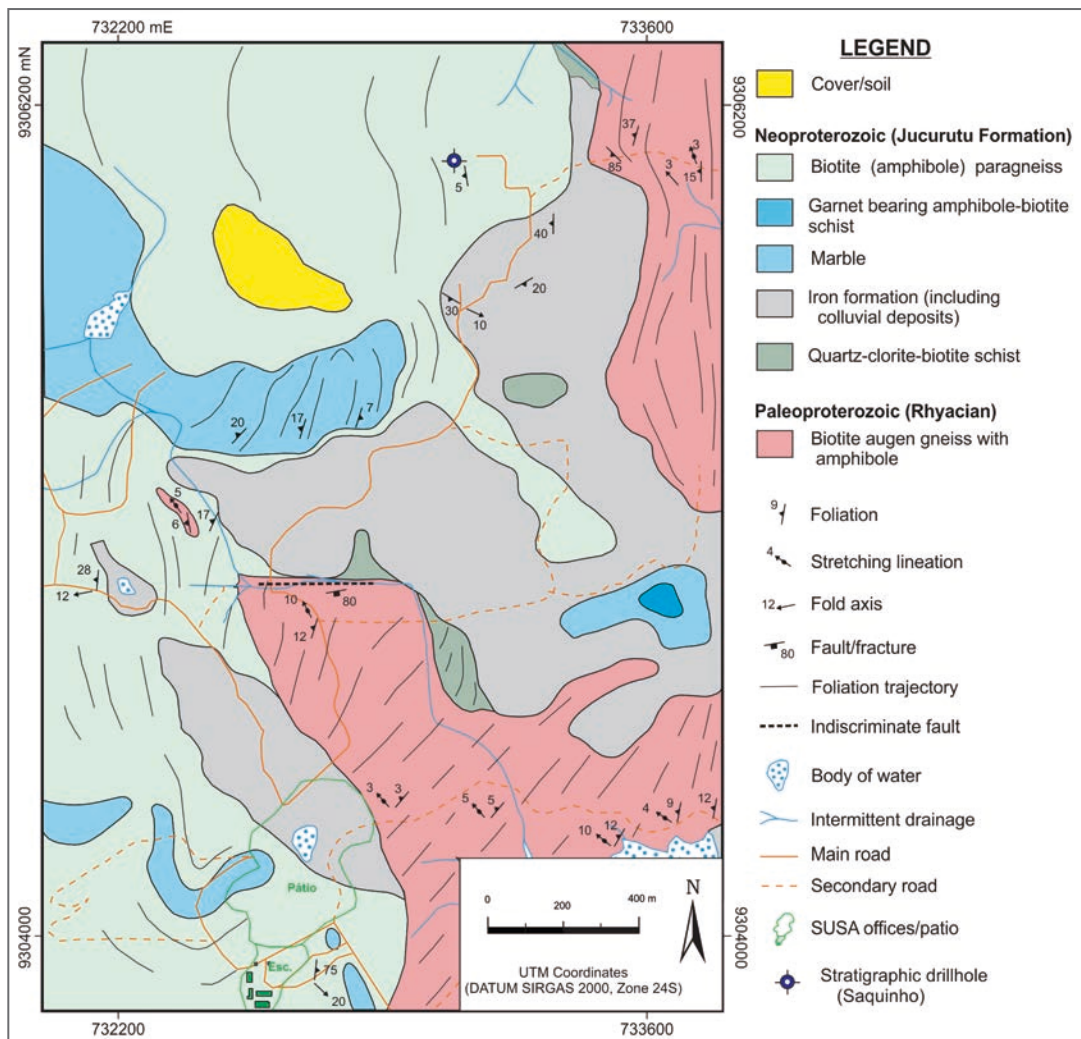 732200 mE
733600
9306200 mN
9306200
37
3
85
3
15
5
40
20
30
10
20
17
7
5
6
17
28
12
10
80
12
3
3
5
5
4
9
12
10
12
9304000
Pátio
Esc.
75
20
0
200
400 m
N
UTM Coordinates
(DATUM SIRGAS 2000, Zone 24S)
732200
733600
LEGEND
Cover/soil
Neoproterozoic (Jucurutu Formation)
Biotite (amphibole) paragneiss
Garnet bearing amphibole-biotite
schist
Marble
Iron formation (including
colluvial deposits)
Quartz-clorite-biotite schist
Paleoproterozoic (Rhyacian)
Biotite augen gneiss with
amphibole
9
Foliation
4
Stretching lineation
12
Fold axis
80
Fault/fracture
Foliation trajectory
Indiscriminate fault
Body of water
Intermittent drainage
Main road
Secondary road
SUSA offices/patio
Stratigraphic drillhole
(Saquinho)
9304000